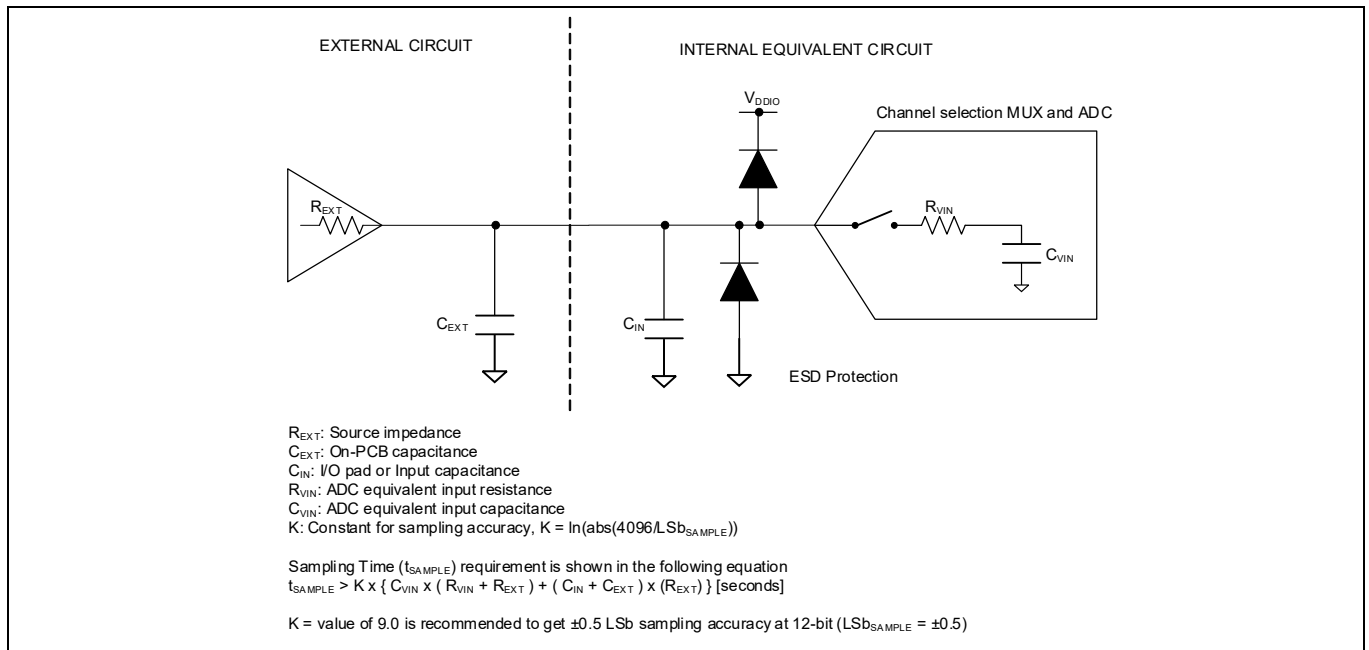 EXTERNAL CIRCUIT
INTERNAL EQUIVALENT CIRCUIT
VDDIO
Channel selection MUX and ADC
REXT
RVIN
CVIN
CEXT
CIN
ESD Protection
REXT: Source impedance
CEXT: On-PCB capacitance
CIN: I/O pad or Input capacitance
RVIN: ADC equivalent input resistance
CVIN: ADC equivalent input capacitance
K: Constant for sampling accuracy, K = ln(abs(4096/LSbSAMPLE))
Sampling Time (tSAMPLE) requirement is shown in the following equation
tSAMPLE > K x { CVIN x ( RVIN + REXT ) + ( CIN + CEXT ) x (REXT) } [seconds]
K = value of 9.0 is recommended to get ±0.5 LSb sampling accuracy at 12-bit (LSbSAMPLE = ±0.5)